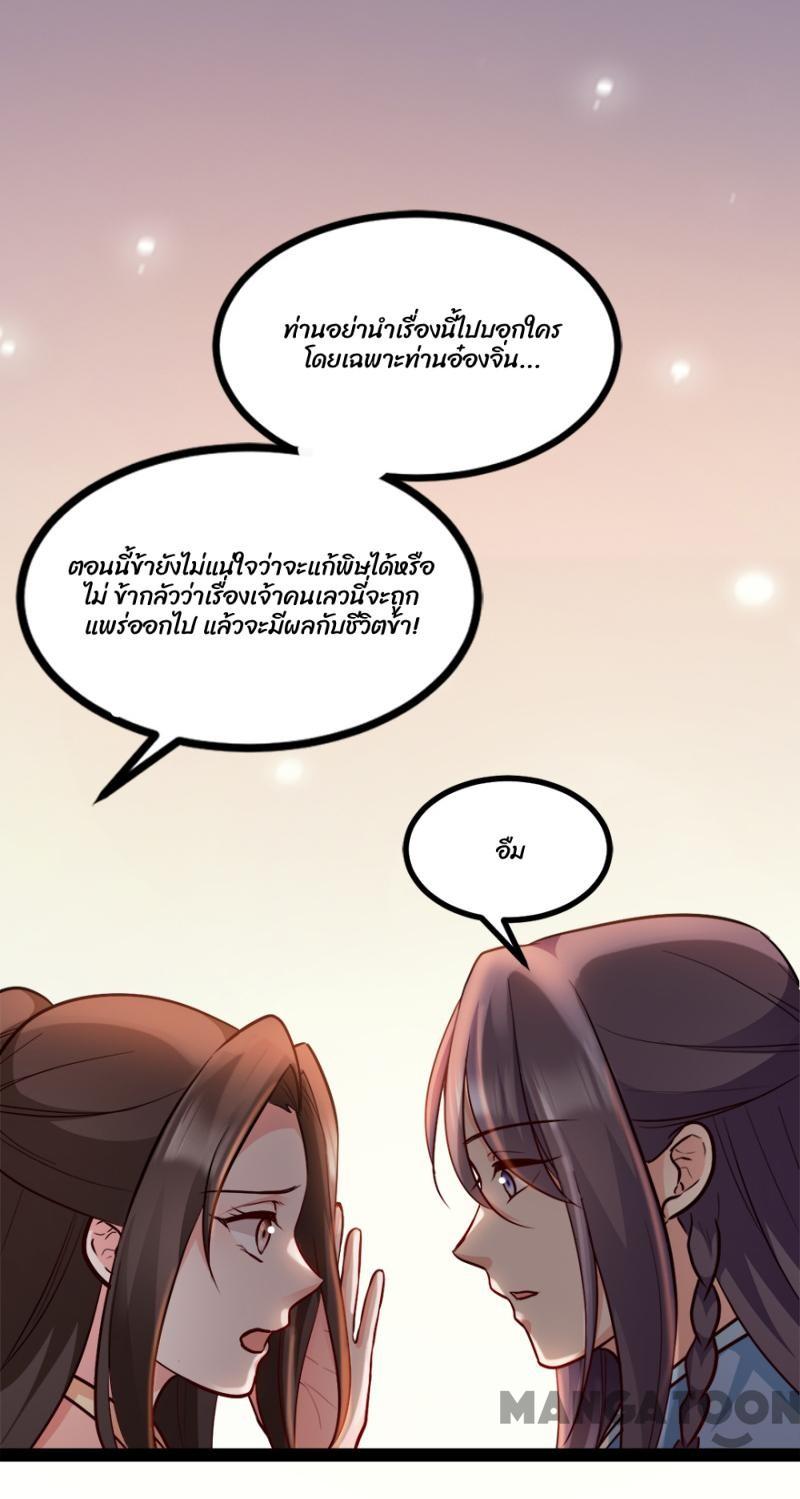 ท่านอย่านำเรื่องนี้ไปบอกใคร
โดยเฉพาะท่านอ๋องจิ่น...
ตอนนี้ข้ายังไม่แน่ใจว่าจะแก้พิษได้หรือ
ไม่ ข้ากลัวว่าเรื่องเจ้าคนเลวนี่จะถูก
แพร่ออกไป แล้วจะมีผลกับชีวิตข้า!
อืม
MANGATOON